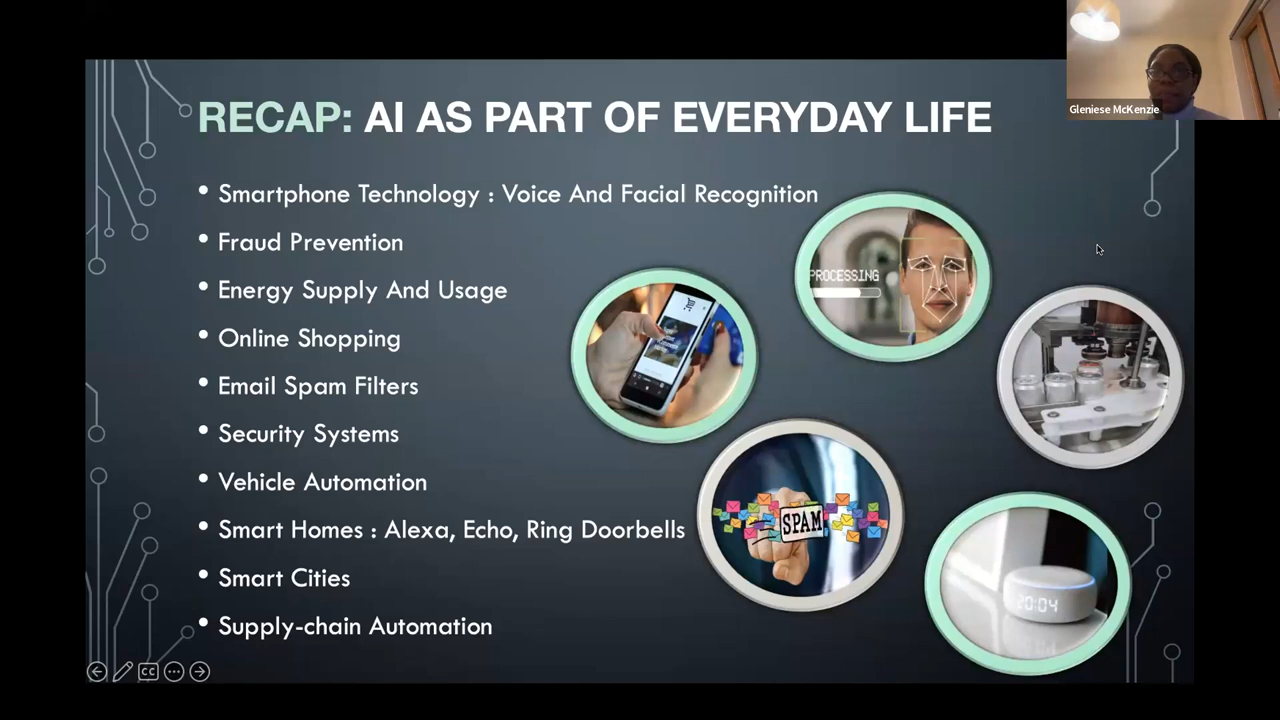 RECAP: AI AS PART OF EVERYDAY LIFE
Gleniese McKenzie
• Smartphone Technology : Voice And Facial Recognition
• Fraud Prevention
• Energy Supply And Usage
• Online Shopping
• Email Spam Filters
• Security Systems
• Vehicle Automation
• Smart Homes : Alexa, Echo, Ring Doorbells
• Smart Cities
• Supply-chain Automation
PROCESSING
SPAM
20:04
CC